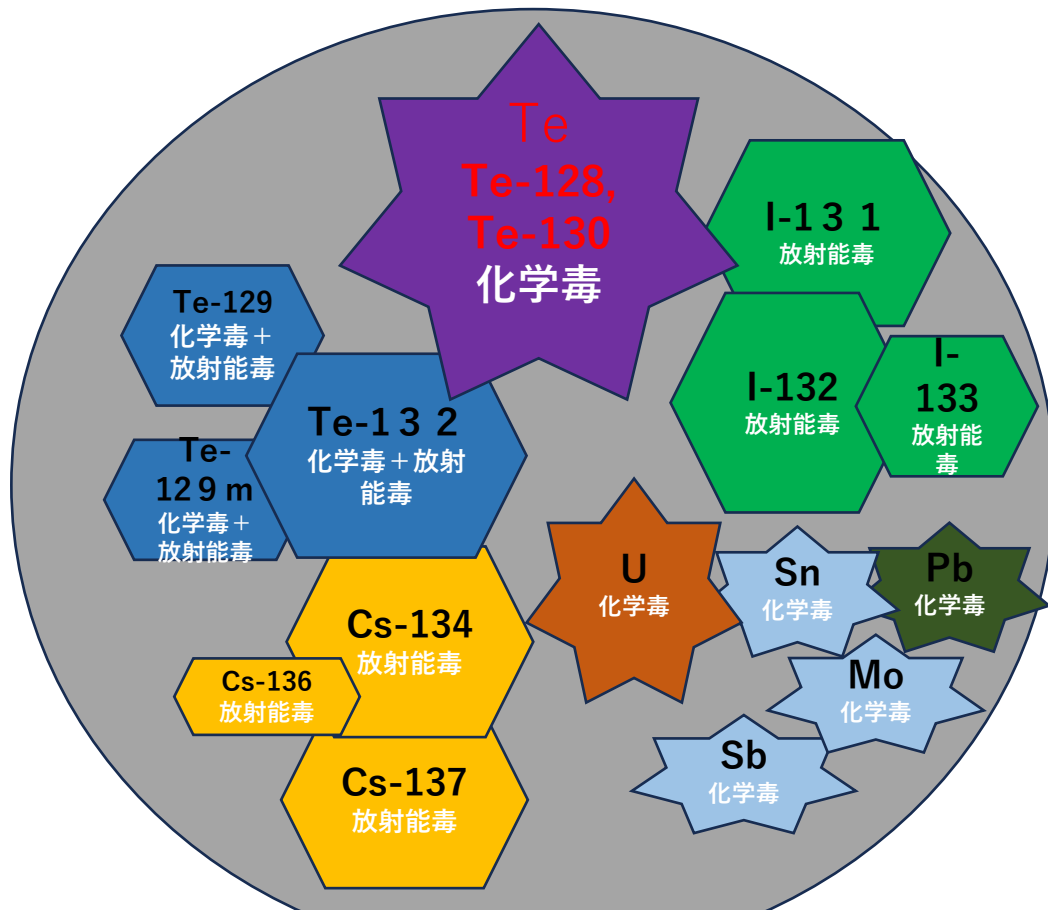 Te
Te-128,
Te-130
化学毒
I-1３１
放射能毒
Te-129
化学毒＋
放射能毒
I-132
放射能毒
I-
133
放射能
毒
Te-1３２
化学毒＋放射
能毒
Te-
12９m
化学毒＋
放射能毒
U
化学毒
Sn
化学毒
Pb
化学毒
Cs-134
放射能毒
Cs-136
放射能毒
Mo
化学毒
Sb
化学毒
Cs-137
放射能毒